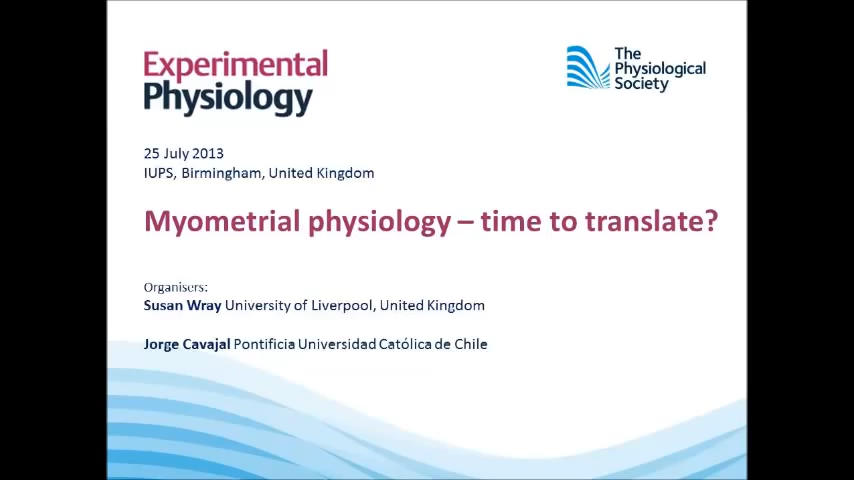 Experimental
Physiology
The
Physiological
Society
25 July 2013
IUPS, Birmingham, United Kingdom
Myometrial physiology – time to translate?
Organisers:
Susan Wray University of Liverpool, United Kingdom
Jorge Cavajal Pontificia Universidad Católica de Chile